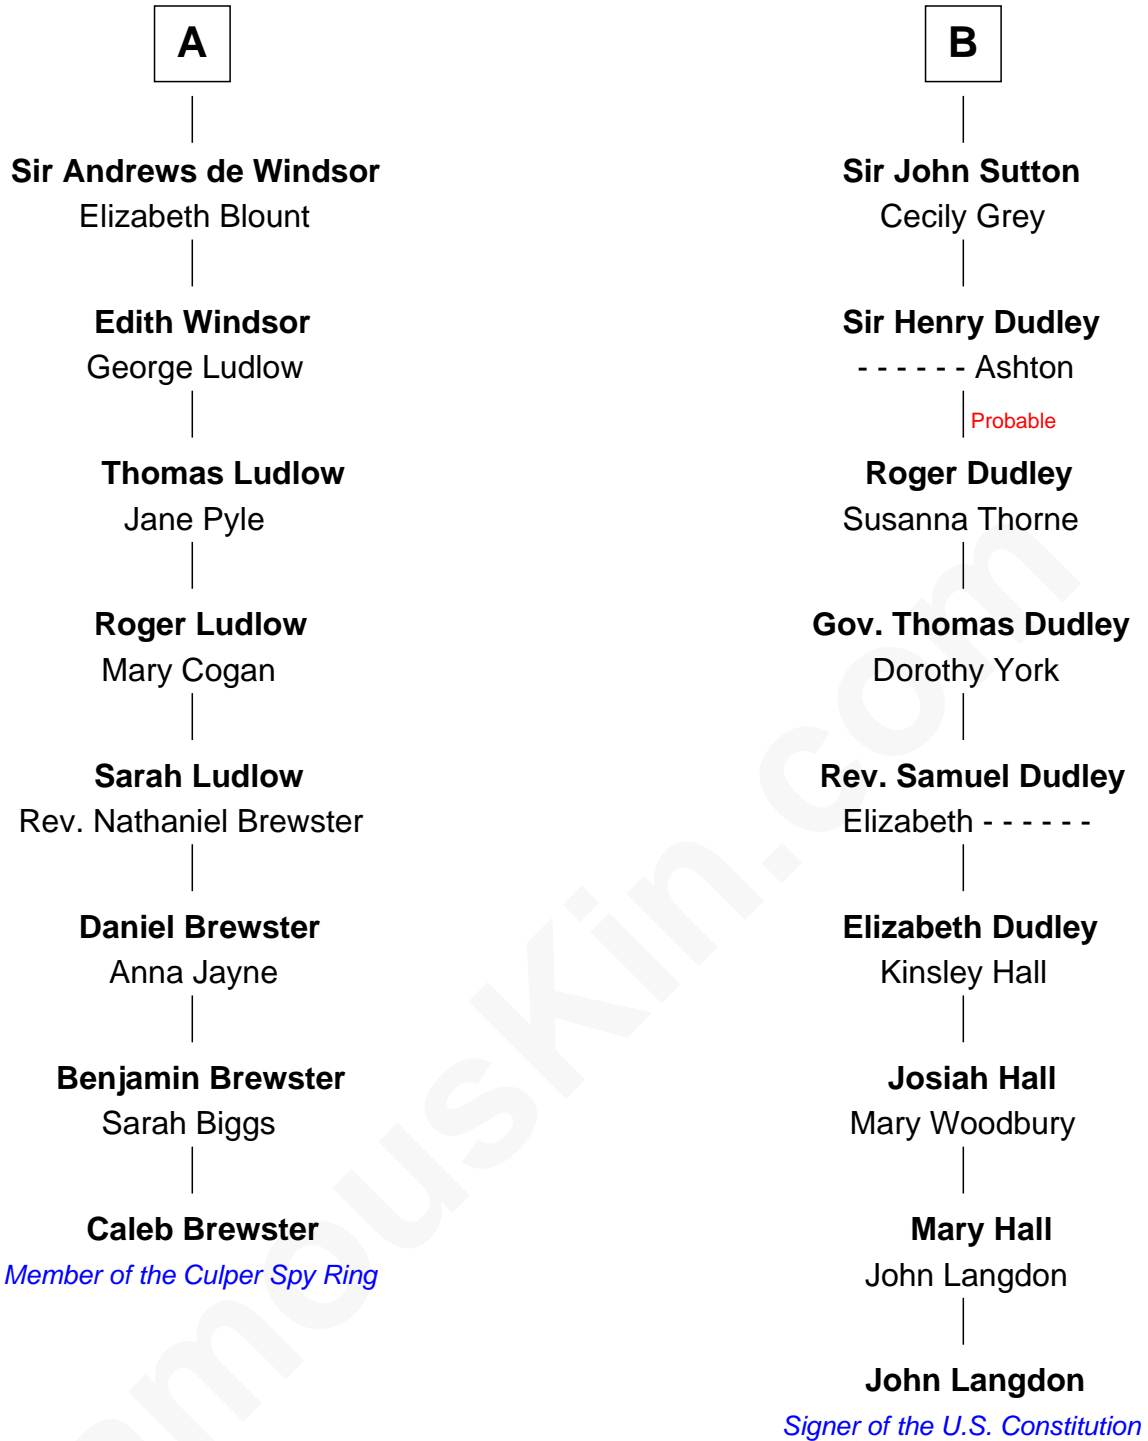 A
Sir Andrews de Windsor
Elizabeth Blount
Edith Windsor
George Ludlow
Thomas Ludlow
Jane Pyle
Roger Ludlow
Mary Cogan
Sarah Ludlow
Rev. Nathaniel Brewster
Daniel Brewster
Anna Jayne
Benjamin Brewster
Sarah Biggs
Caleb Brewster
Member of the Culper Spy Ring
B
Sir John Sutton
Cecily Grey
Sir Henry Dudley
- - - - - - Ashton
Probable
Roger Dudley
Susanna Thorne
Gov. Thomas Dudley
Dorothy York
Rev. Samuel Dudley
Elizabeth - - - - - -
Elizabeth Dudley
Kinsley Hall
Josiah Hall
Mary Woodbury
Mary Hall
John Langdon
John Langdon
Signer of the U.S. Constitution
amouskin.com